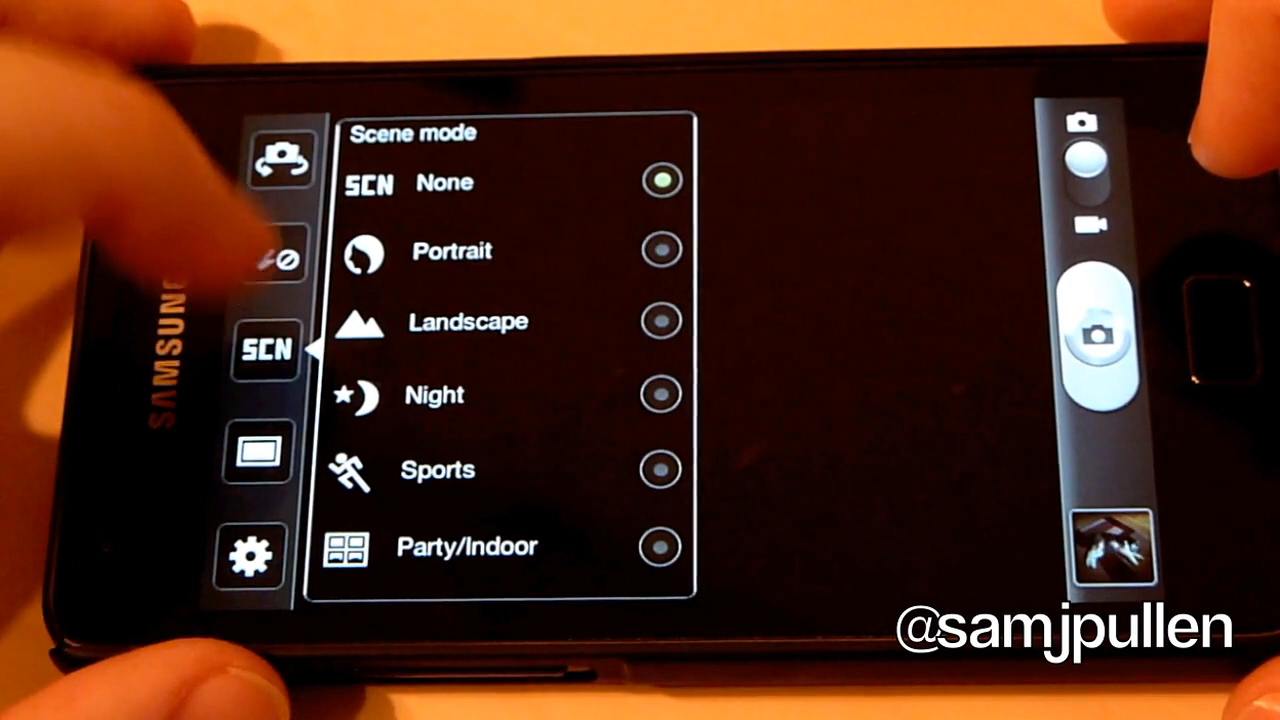 Scene mode
SCN None
Portrait
Landscape
Night
Sports
Party/Indoor
SCN
SAMSUNG
@samjpullen